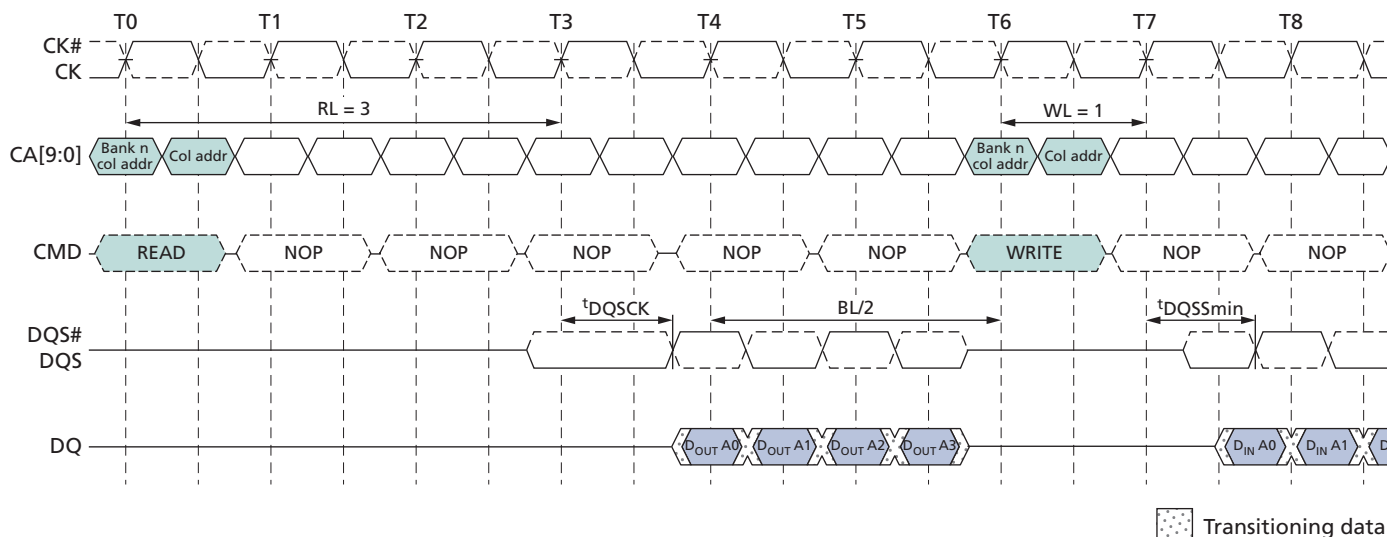 T0 T1 T2 T3 T4 T5 T6 T7 T8
CK#
CK
RL = 3 WL = 1
CA[9:0] Bank n col addr Col addr Bank n col addr Col addr
CMD READ NOP NOP NOP NOP NOP WRITE NOP NOP
tDQSCK BL/2 tDQSSmin
DQS#
DQS
DQ DOUT A0 DOUT A1 DOUT A2 DOUT A3 DIN A0 DIN A1 D
Transitioning data